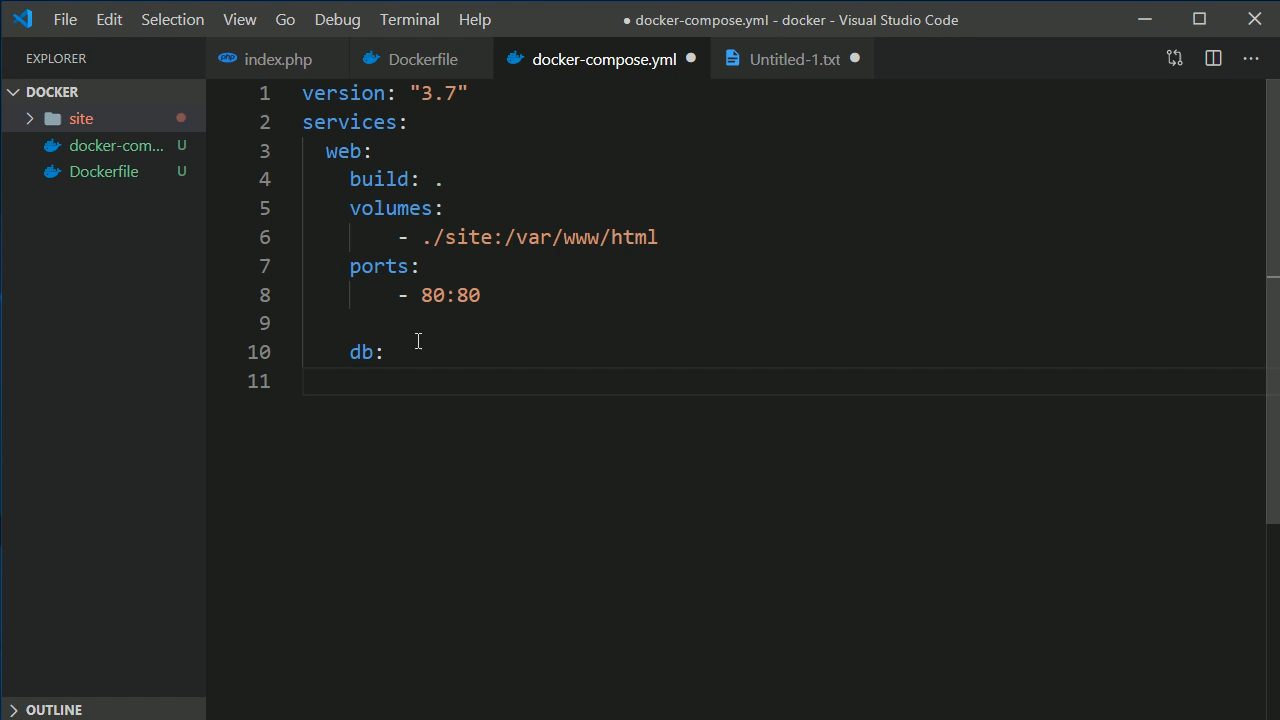 File Edit Selection View Go Debug Terminal Help ● docker-compose.yml - docker - Visual Studio Code
EXPLORER
php index.php Dockerfile docker-compose.yml ● Untitled-1.txt ●
DOCKER
site
docker-com... U
Dockerfile U
OUTLINE
1 version: "3.7"
2 services:
3 web:
4 build: .
5 volumes:
6 - ./site:/var/www/html
7 ports:
8 - 80:80
9
10 db:
11